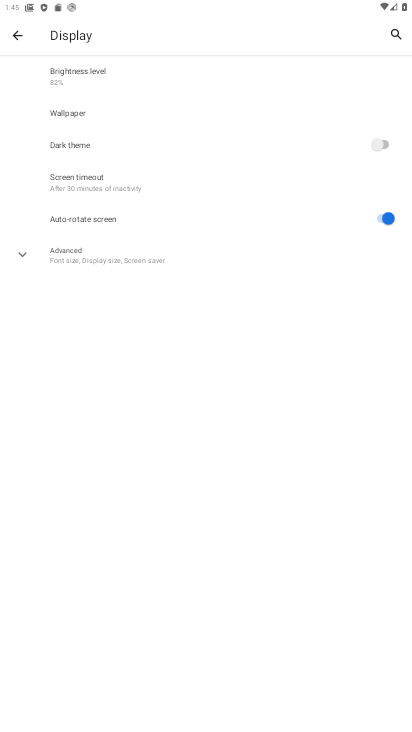 1:45
Display
Brightness level
82%
Wallpaper
Dark theme
Screen timeout
After 30 minutes of inactivity
Auto-rotate screen
Advanced
Font size, Display size, Screen saver